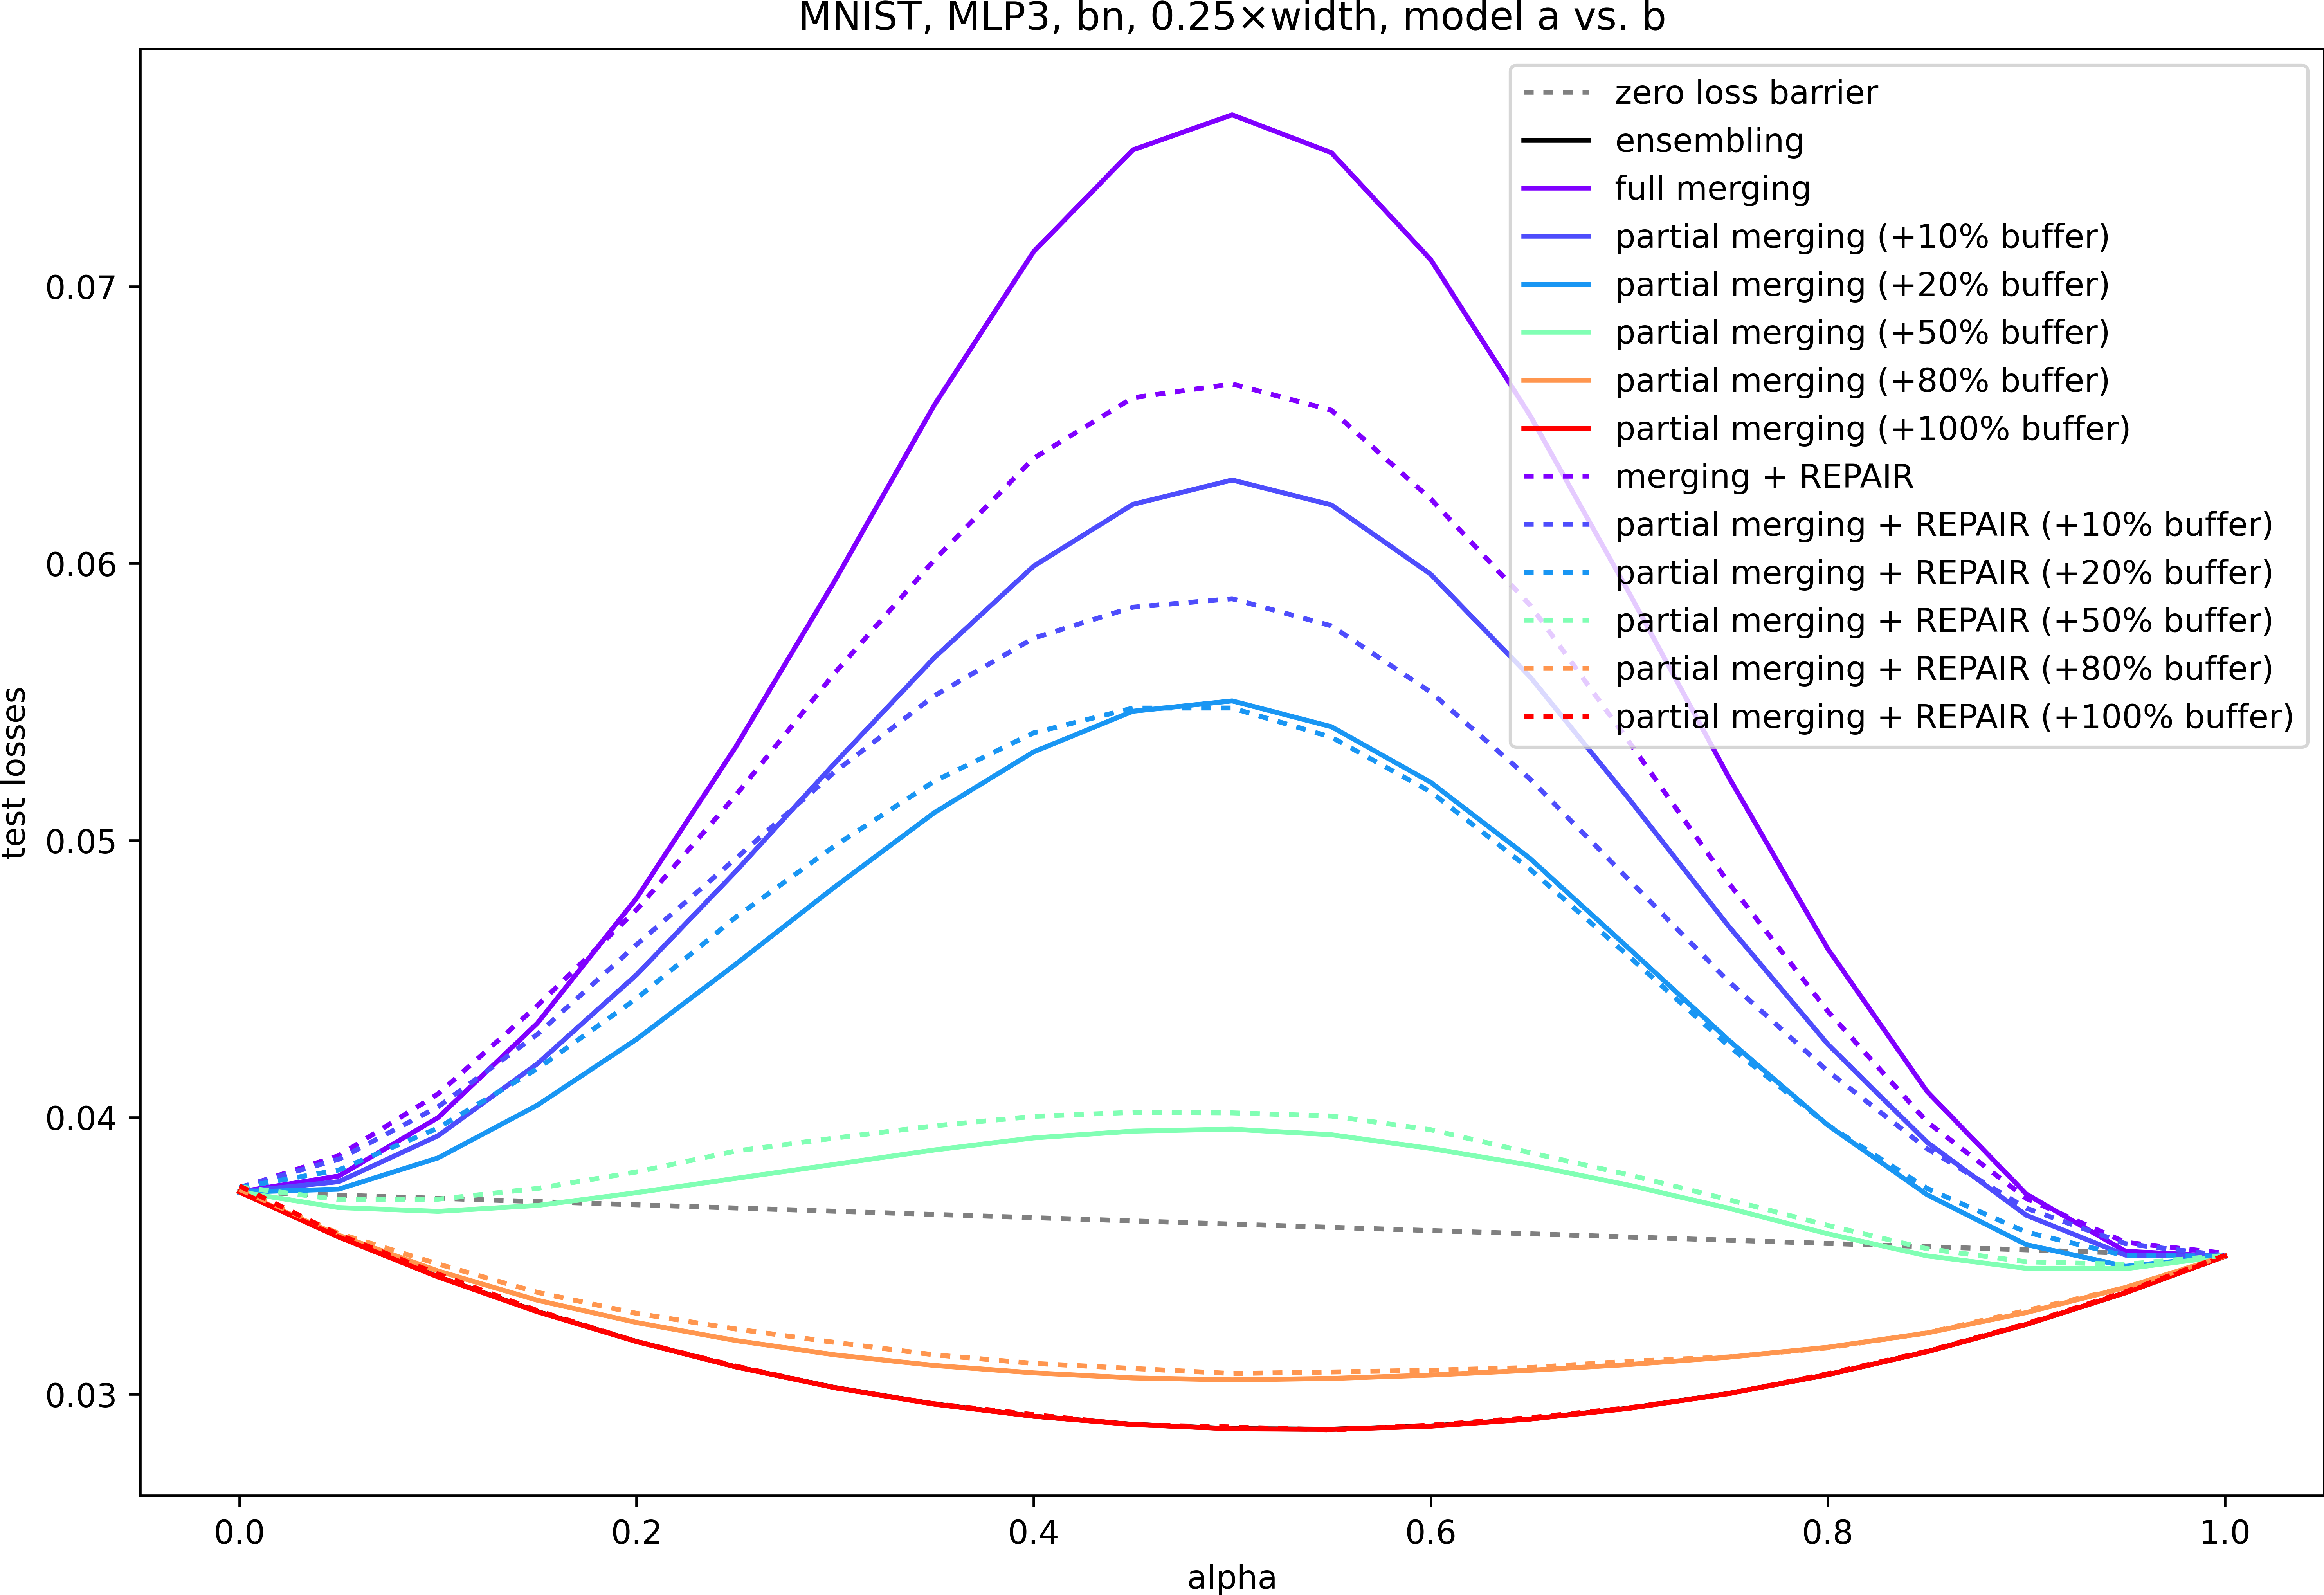 MNIST, MLP3, bn, 0.25×width, model a vs. b
zero loss barrier
ensembling
full merging
partial merging (+10% buffer)
partial merging (+20% buffer)
partial merging (+50% buffer)
partial merging (+80% buffer)
partial merging (+100% buffer)
merging + REPAIR
partial merging + REPAIR (+10% buffer)
partial merging + REPAIR (+20% buffer)
partial merging + REPAIR (+50% buffer)
partial merging + REPAIR (+80% buffer)
partial merging + REPAIR (+100% buffer)
test losses
0.07
0.06
0.05
0.04
0.03
0.0 0.2 0.4 0.6 0.8 1.0
alpha